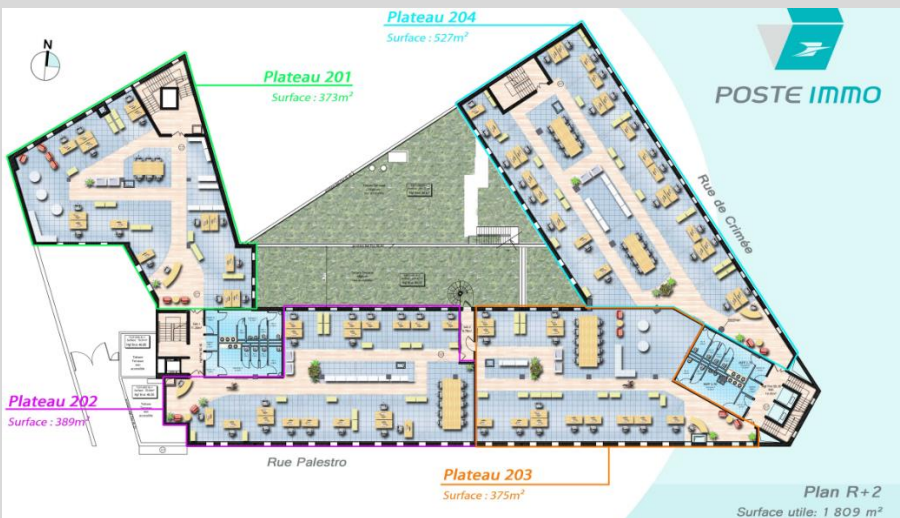 N
Plateau 204
Surface : 527m²
Plateau 201
Surface : 373m²
POSTE IMMO
Rue de Crimée
Plateau 202
Surface : 389m²
Rue Palestro
Plateau 203
Surface : 375m²
Plan R+2
Surface utile: 1 809 m²